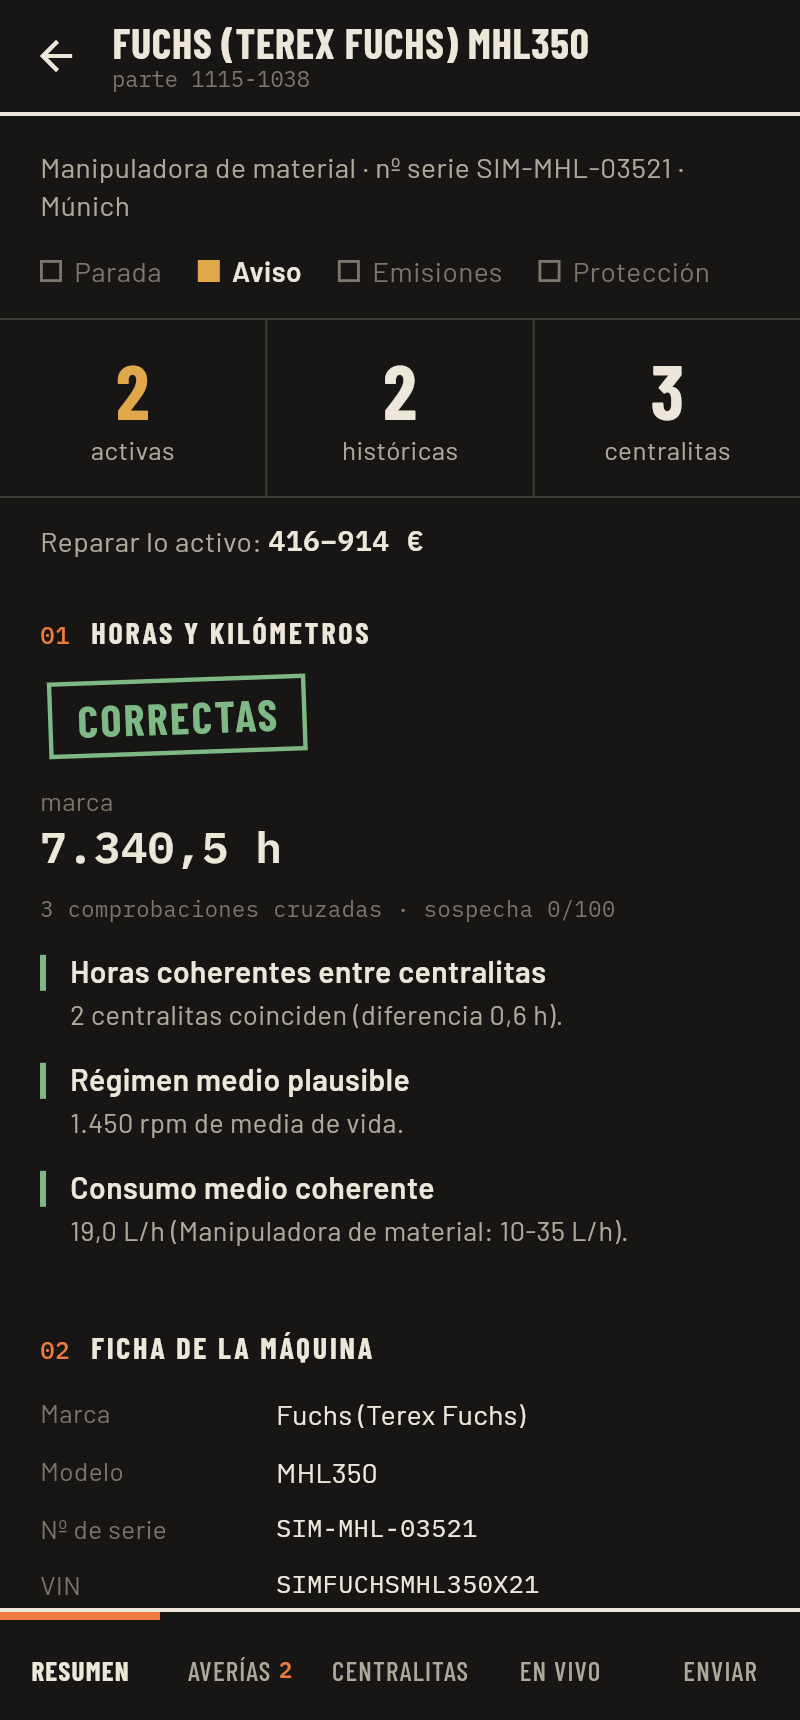 FUCHS (TEREX FUCHS) MHL350
parte 1115-1038
Manipuladora de material · nº serie SIM-MHL-03521 ·
Múnich
Parada Aviso Emisiones Protección
2 2 3
activas históricas centralitas
Reparar lo activo: 416–914 €
01 HORAS Y KILÓMETROS
CORRECTAS
marca
7.340,5 h
3 comprobaciones cruzadas · sospecha 0/100
Horas coherentes entre centralitas
2 centralitas coinciden (diferencia 0,6 h).
Régimen medio plausible
1.450 rpm de media de vida.
Consumo medio coherente
19,0 L/h (Manipuladora de material: 10-35 L/h).
02 FICHA DE LA MÁQUINA
Marca Fuchs (Terex Fuchs)
Modelo MHL350
Nº de serie SIM-MHL-03521
VIN SIMFUCHSMHL350X21
RESUMEN AVERÍAS 2 CENTRALITAS EN VIVO ENVIAR